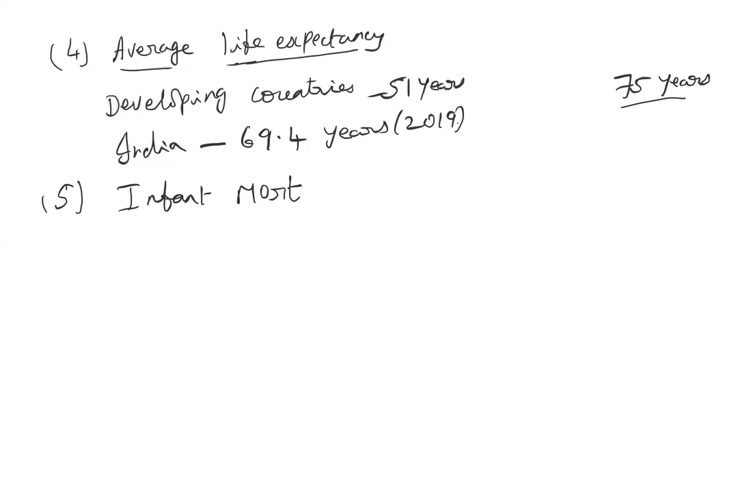 (4) Average life expectancy
Developing countries - 51 years 75 years
India - 69.4 years (2019)
(5) Infant Mort